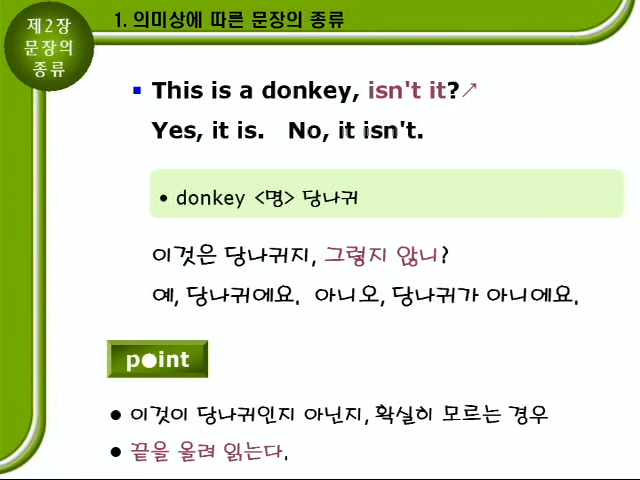 제2장
문장의
종류
1. 의미상에 따른 문장의 종류
▪ This is a donkey, isn't it?↗
Yes, it is. No, it isn't.
• donkey <명> 당나귀
이것은 당나귀지, 그렇지 않니?
예, 당나귀에요. 아니오, 당나귀가 아니에요.
point
● 이것이 당나귀인지 아닌지, 확실히 모르는 경우
● 끝을 올려 읽는다.